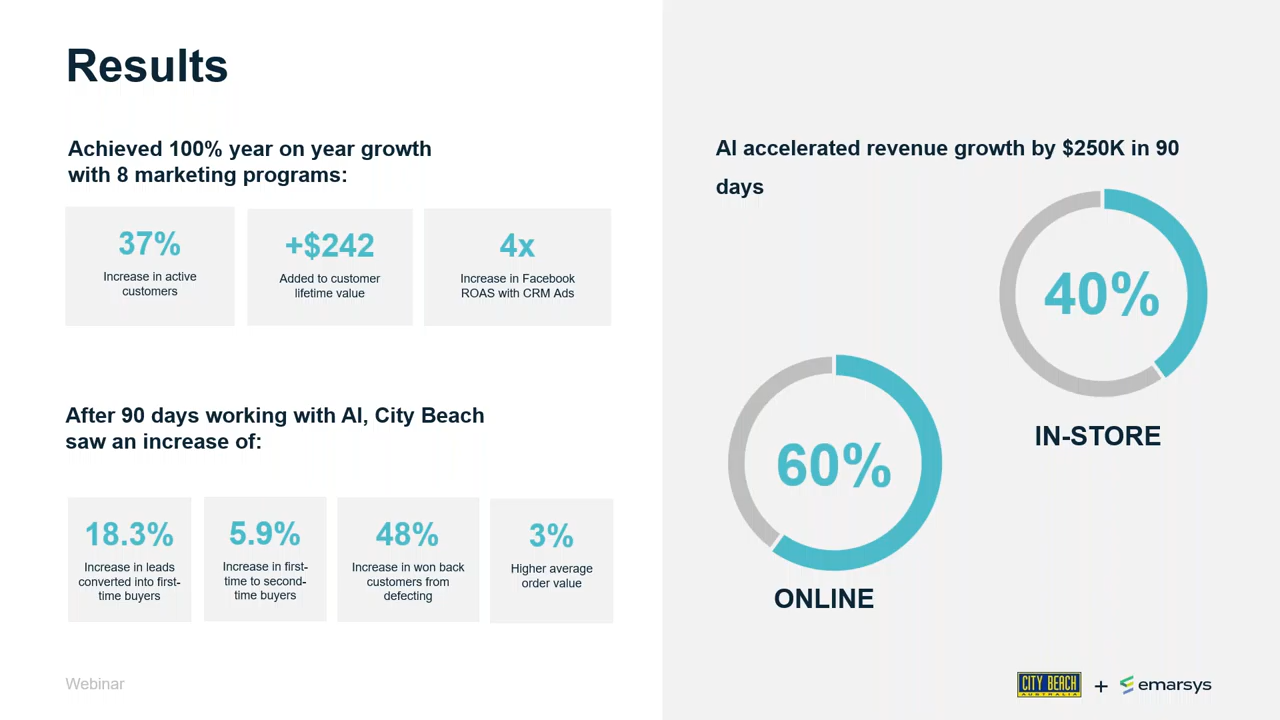 Results
Achieved 100% year on year growth
with 8 marketing programs:
37%
Increase in active
customers
+$242
Added to customer
lifetime value
4x
Increase in Facebook
ROAS with CRM Ads
After 90 days working with AI, City Beach
saw an increase of:
18.3%
Increase in leads
converted into first-
time buyers
5.9%
Increase in first-
time to second-
time buyers
48%
Increase in won back
customers from
defecting
3%
Higher average
order value
Webinar
AI accelerated revenue growth by $250K in 90
days
40%
IN-STORE
60%
ONLINE
CITY BEACH
AUSTRALIA
+
emarsys